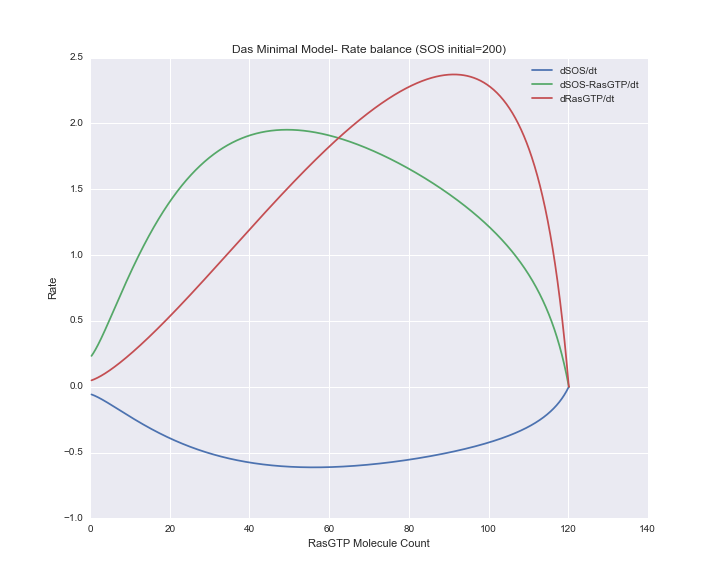 Das Minimal Model- Rate balance (SOS initial=200)
dSOS/dt
dSOS-RasGTP/dt
dRasGTP/dt
2.5
2.0
1.5
1.0
0.5
0.0
−0.5
−1.0
Rate
0 20 40 60 80 100 120 140
RasGTP Molecule Count